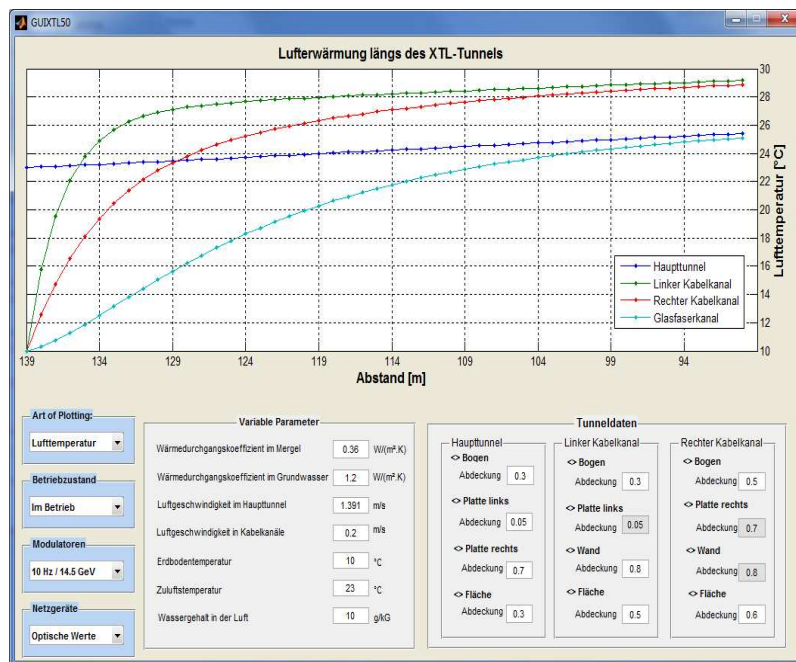 GUIXTL50
Lufterwärmung längs des XTL-Tunnels
30
28
26
24
22
20
18
16
14
12
10
Lufttemperatur [°C]
Haupttunnel
Linker Kabelkanal
Rechter Kabelkanal
Glasfaserkanal
139 134 129 124 119 114 109 104 99 94
Abstand [m]
Art of Plotting:
Lufttemperatur
Betriebzustand
Im Betrieb
Modulatoren
10 Hz / 14.5 GeV
Netzgeräte
Optische Werte
Variable Parameter
Wärmedurchgangskoeffizient im Mergel 0.36 W/(m².K)
Wärmedurchgangskoeffizient im Grundwasser 1.2 W/(m².K)
Luftgeschwindigkeit im Haupttunnel 1.391 m/s
Luftgeschwindigkeit in Kabelkanäle 0.2 m/s
Erdbodentemperatur 10 °C
Zuluftstemperatur 23 °C
Wassergehalt in der Luft 10 g/kG
Tunneldaten
Haupttunnel
<> Bogen
Abdeckung 0.3
<> Platte links
Abdeckung 0.05
<> Platte rechts
Abdeckung 0.7
<> Fläche
Abdeckung 0.3
Linker Kabelkanal
<> Bogen
Abdeckung 0.3
<> Platte links
Abdeckung 0.05
<> Wand
Abdeckung 0.8
<> Fläche
Abdeckung 0.5
Rechter Kabelkanal
<> Bogen
Abdeckung 0.5
<> Platte rechts
Abdeckung 0.7
<> Wand
Abdeckung 0.8
<> Fläche
Abdeckung 0.6